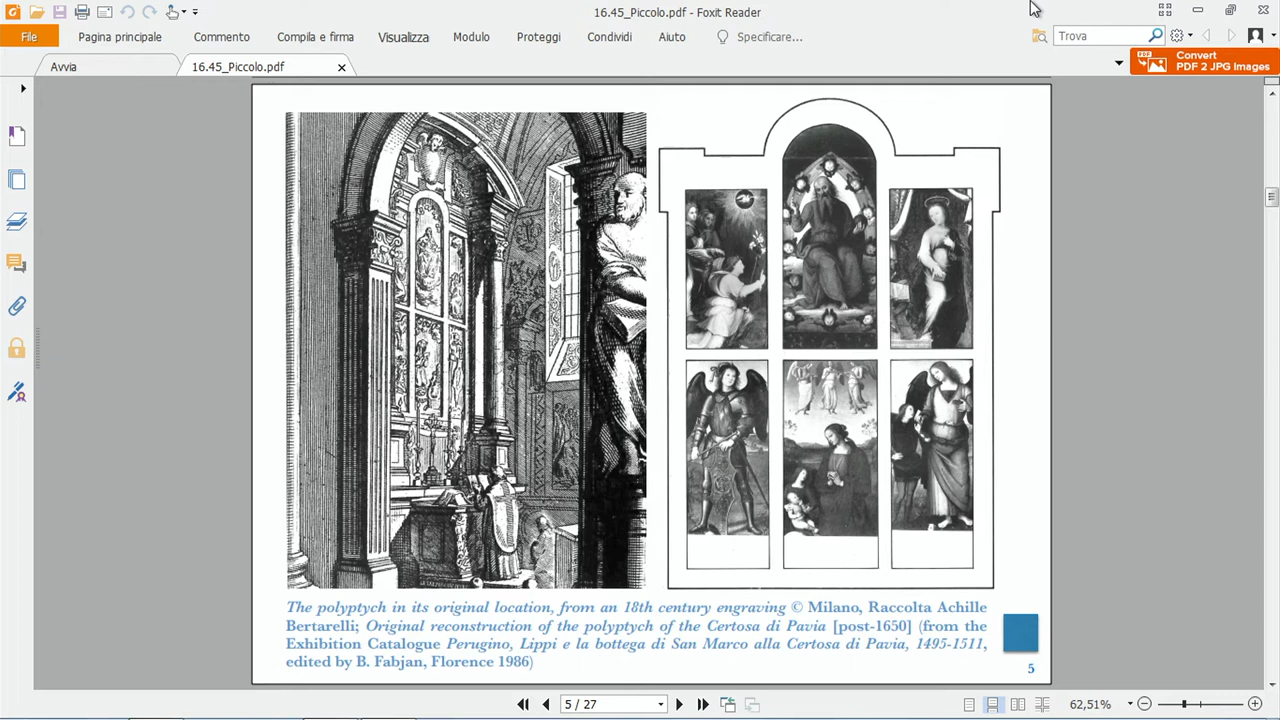 16.45_Piccolo.pdf - Foxit Reader
File
Pagina principale
Commento
Compila e firma
Visualizza
Modulo
Proteggi
Condividi
Aiuto
Specificare...
Trova
Avvia
16.45_Piccolo.pdf
Convert
PDF 2 JPG Images
The polyptych in its original location, from an 18th century engraving © Milano, Raccolta Achille
Bertarelli; Original reconstruction of the polyptych of the Certosa di Pavia [post-1650] (from the
Exhibition Catalogue Perugino, Lippi e la bottega di San Marco alla Certosa di Pavia, 1495-1511,
edited by B. Fabjan, Florence 1986)
5
5 / 27
62,51%